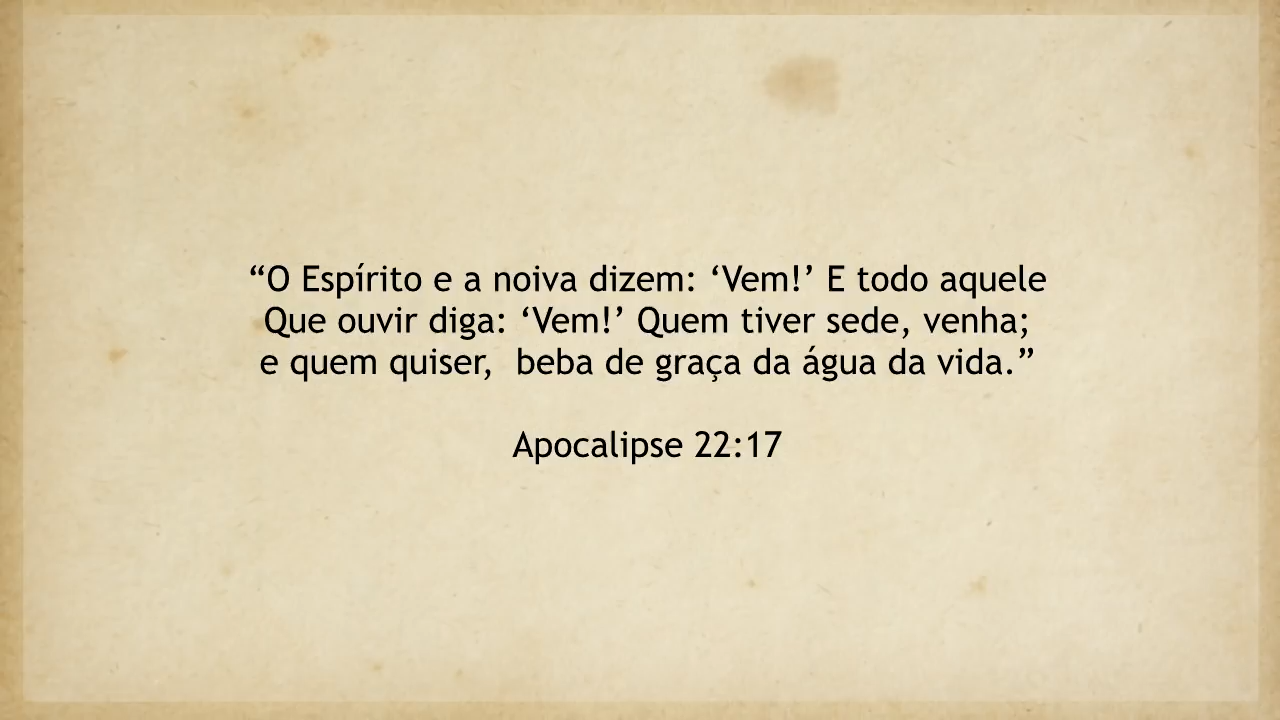 “O Espírito e a noiva dizem: ‘Vem!’ E todo aquele
Que ouvir diga: ‘Vem!’ Quem tiver sede, venha;
e quem quiser,  beba de graça da água da vida.”
Apocalipse 22:17